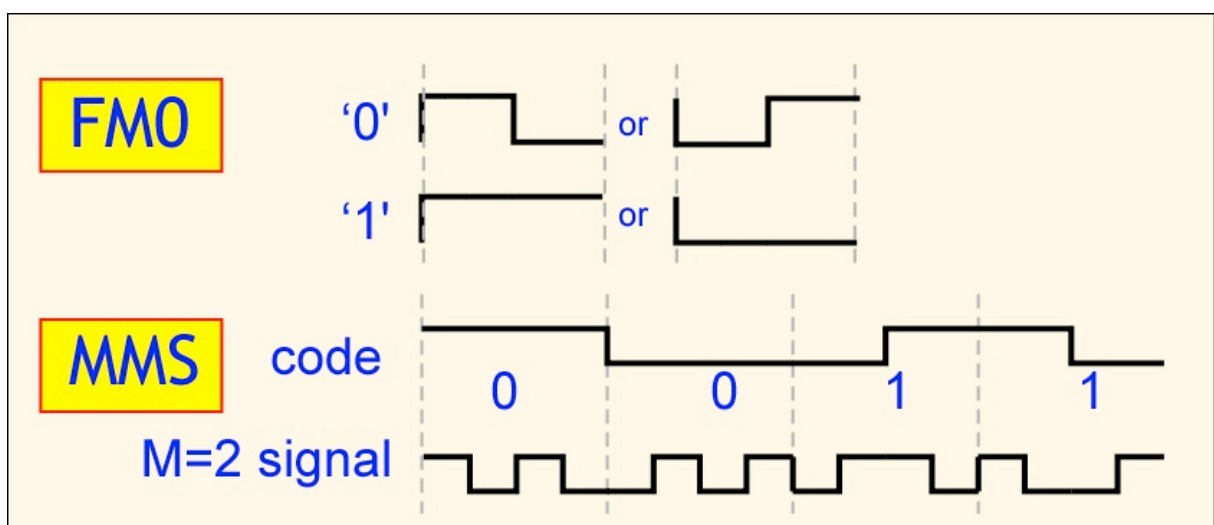 FM0 ‘0' or
‘1' or
MMS code
0 0 1 1
M=2 signal